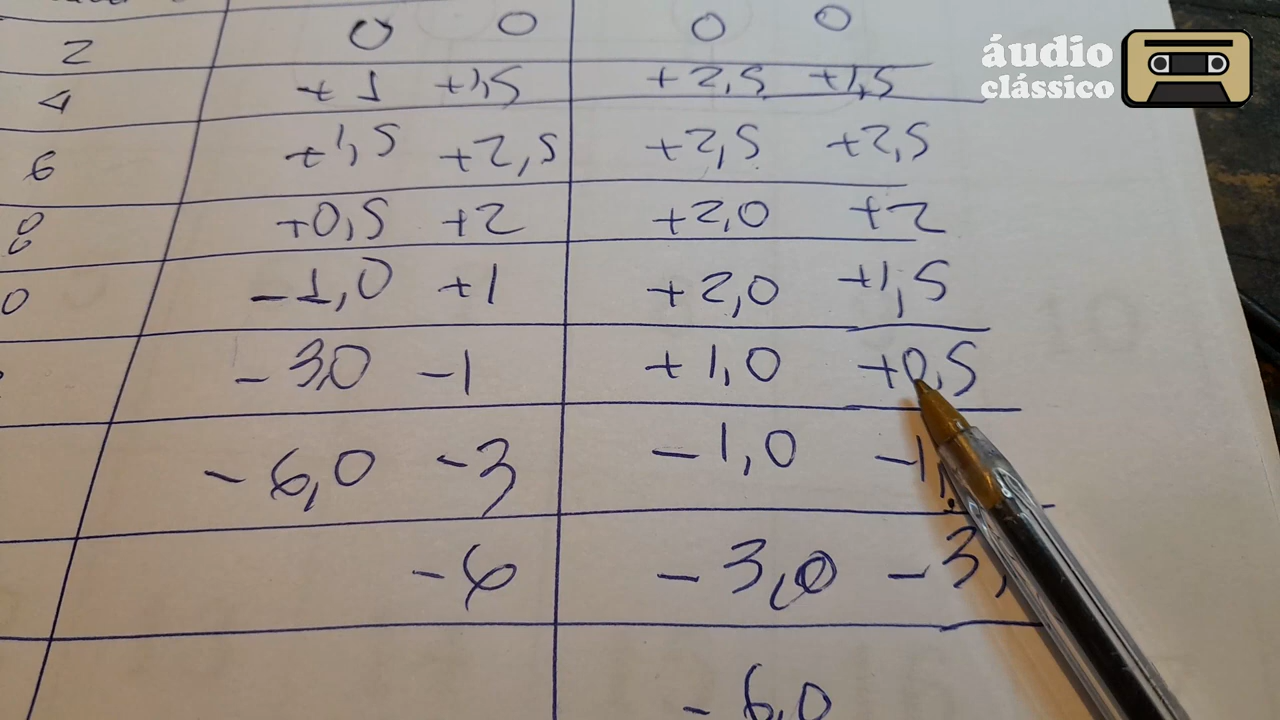 áudio
clássico
2 0 0 0 0
4 +1 +1,5 +2,5 +1,5
6 +1,5 +2,5 +2,5 +2,5
8 +0,5 +2 +2,0 +2
0 -1,0 +1 +2,0 +1,5
-3,0 -1 +1,0 +0,5
-6,0 -3 -1,0 -1,
-6 -3,0 -3,
-6,0